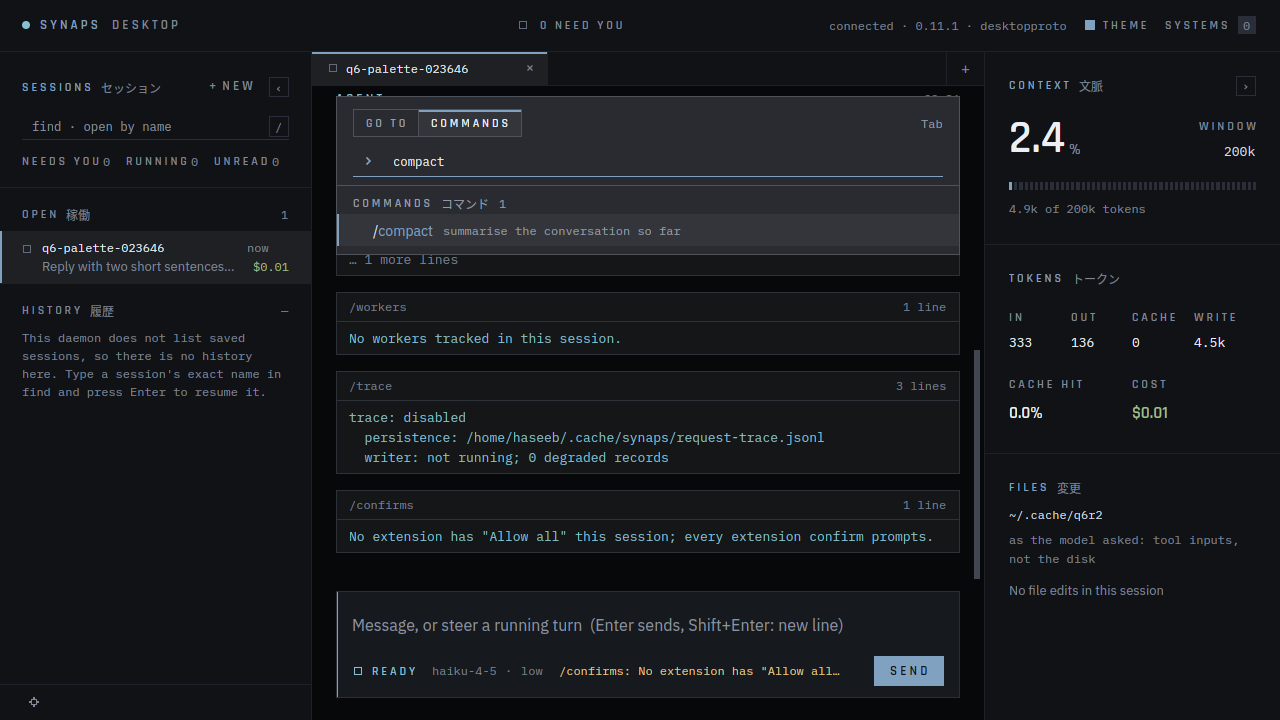 SYNAPS DESKTOP
0 NEED YOU
connected · 0.11.1 · desktopproto
THEME
SYSTEMS 0
SESSIONS セッション
+ NEW
‹
find · open by name /
NEEDS YOU 0 RUNNING 0 UNREAD 0
OPEN 稼働 1
q6-palette-023646 now
Reply with two short sentences… $0.01
HISTORY 履歴 —
This daemon does not list saved
sessions, so there is no history
here. Type a session's exact name in
find and press Enter to resume it.
q6-palette-023646 ×
+
GO TO COMMANDS Tab
› compact
COMMANDS コマンド 1
/compact summarise the conversation so far
… 1 more lines
/workers 1 line
No workers tracked in this session.
/trace 3 lines
trace: disabled
persistence: /home/haseeb/.cache/synaps/request-trace.jsonl
writer: not running; 0 degraded records
/confirms 1 line
No extension has "Allow all" this session; every extension confirm prompts.
Message, or steer a running turn (Enter sends, Shift+Enter: new line)
READY haiku-4-5 · low /confirms: No extension has "Allow all…
SEND
CONTEXT 文脈 ›
2.4 %
WINDOW
200k
4.9k of 200k tokens
TOKENS トークン
IN OUT CACHE WRITE
333 136 0 4.5k
CACHE HIT COST
0.0% $0.01
FILES 変更
~/.cache/q6r2
as the model asked: tool inputs,
not the disk
No file edits in this session